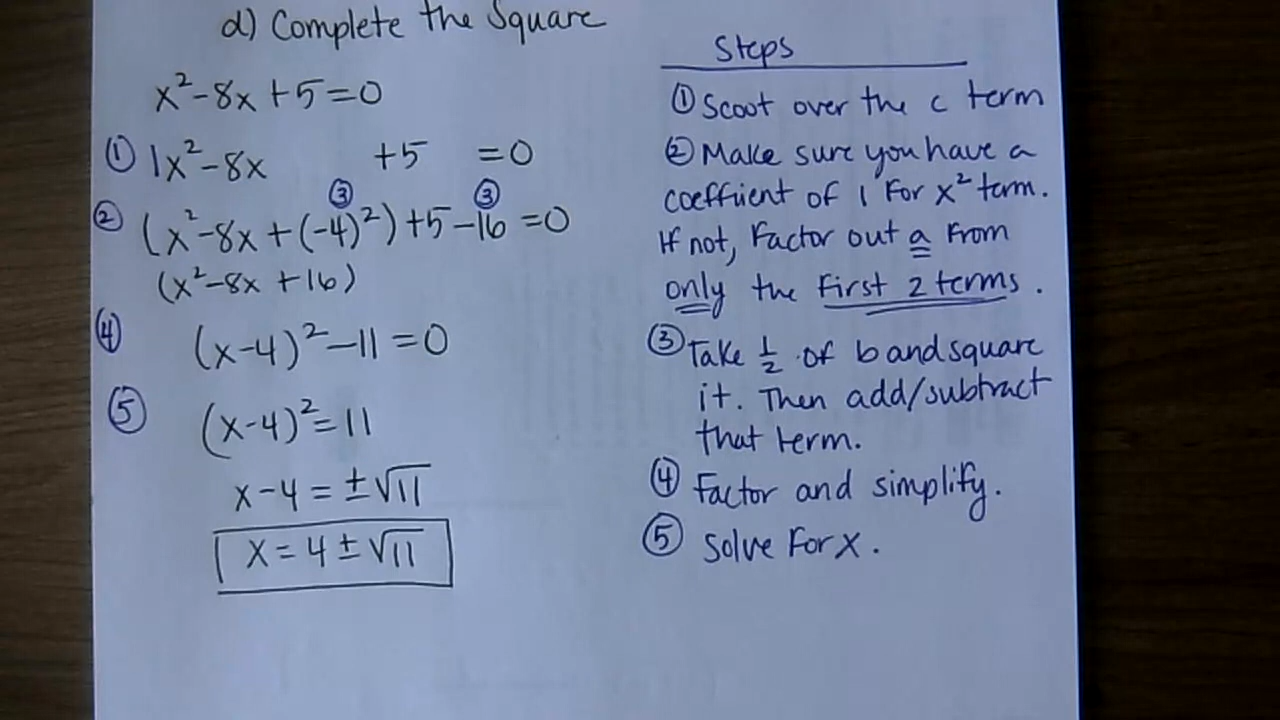 d) Complete the Square
x²-8x+5=0
① 1x²-8x +5 =0
③ ③
② (x²-8x+(-4)²)+5-16=0
(x²-8x+16)
④ (x-4)²-11=0
⑤ (x-4)²=11
x-4=±√11
x=4±√11
Steps
① Scoot over the c term
② Make sure you have a
coeffient of 1 for x² term.
If not, Factor out a from
only the first 2 terms.
③ Take 1/2 of b and square
it. Then add/subtract
that term.
④ Factor and simplify.
⑤ Solve for x.